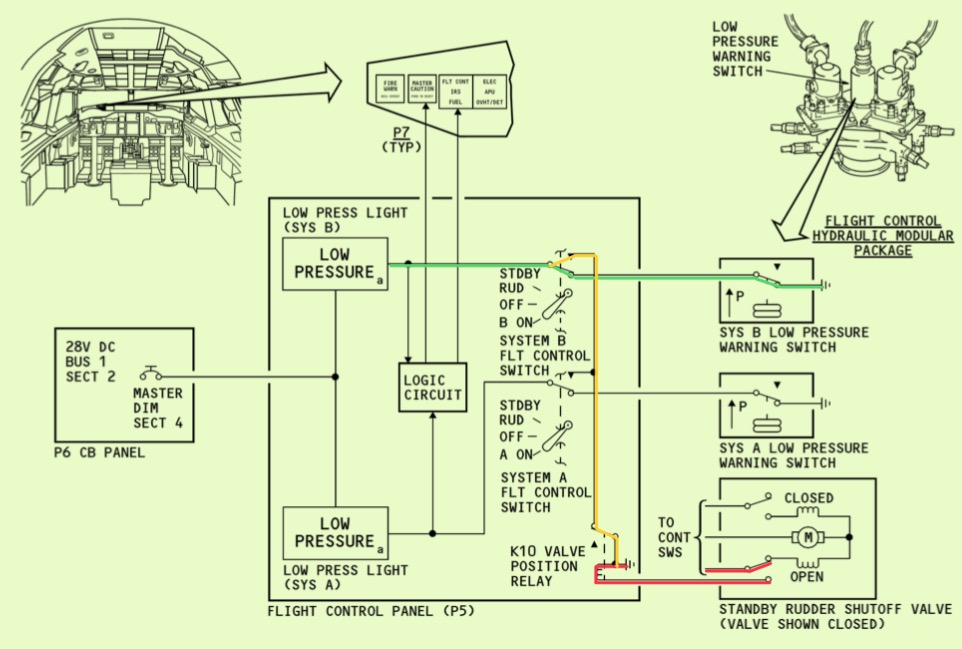 LOW
PRESSURE
WARNING
SWITCH
FIRE
WARN
MASTER
CAUTION
FLT CONT
IRS
FUEL
ELEC
APU
OVHT/DET
P7
(TYP)
FLIGHT CONTROL
HYDRAULIC MODULAR
PACKAGE
LOW PRESS LIGHT
(SYS B)
LOW
PRESSURE a
STDBY
RUD
OFF
B ON
SYSTEM B
FLT CONTROL
SWITCH
P
SYS B LOW PRESSURE
WARNING SWITCH
28V DC
BUS 1
SECT 2
MASTER
DIM
SECT 4
P6 CB PANEL
LOGIC
CIRCUIT
STDBY
RUD
OFF
A ON
SYSTEM A
FLT CONTROL
SWITCH
P
SYS A LOW PRESSURE
WARNING SWITCH
LOW
PRESSURE a
LOW PRESS LIGHT
(SYS A)
K10 VALVE
POSITION
RELAY
TO
CONT
SWS
CLOSED
M
OPEN
FLIGHT CONTROL PANEL (P5)
STANDBY RUDDER SHUTOFF VALVE
(VALVE SHOWN CLOSED)